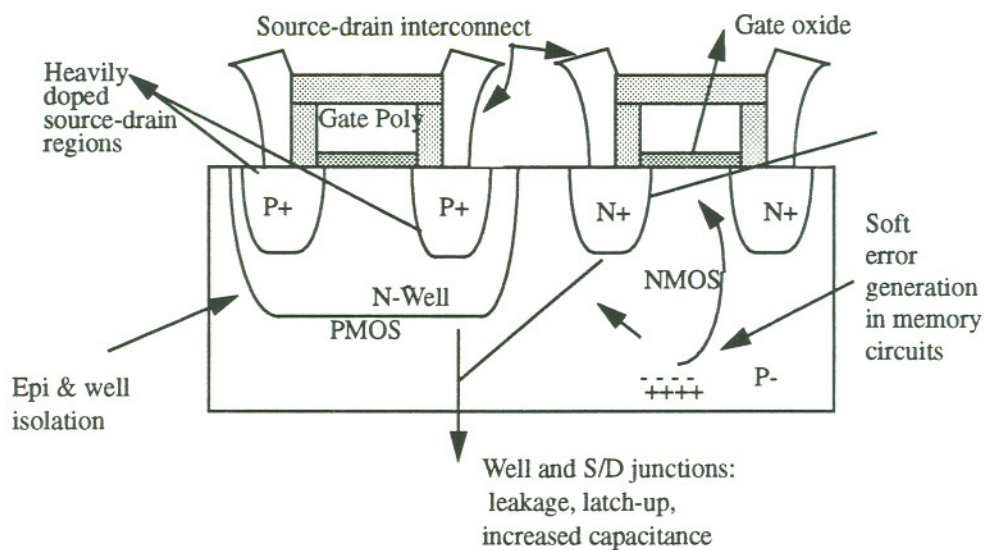 Source-drain interconnect
Gate oxide
Heavily
doped
source-drain
regions
Gate Poly
P+
P+
N+
N+
Soft
error
generation
in memory
circuits
NMOS
N-Well
PMOS
P-
- - - - -
++++
Epi & well
isolation
Well and S/D junctions:
leakage, latch-up,
increased capacitance